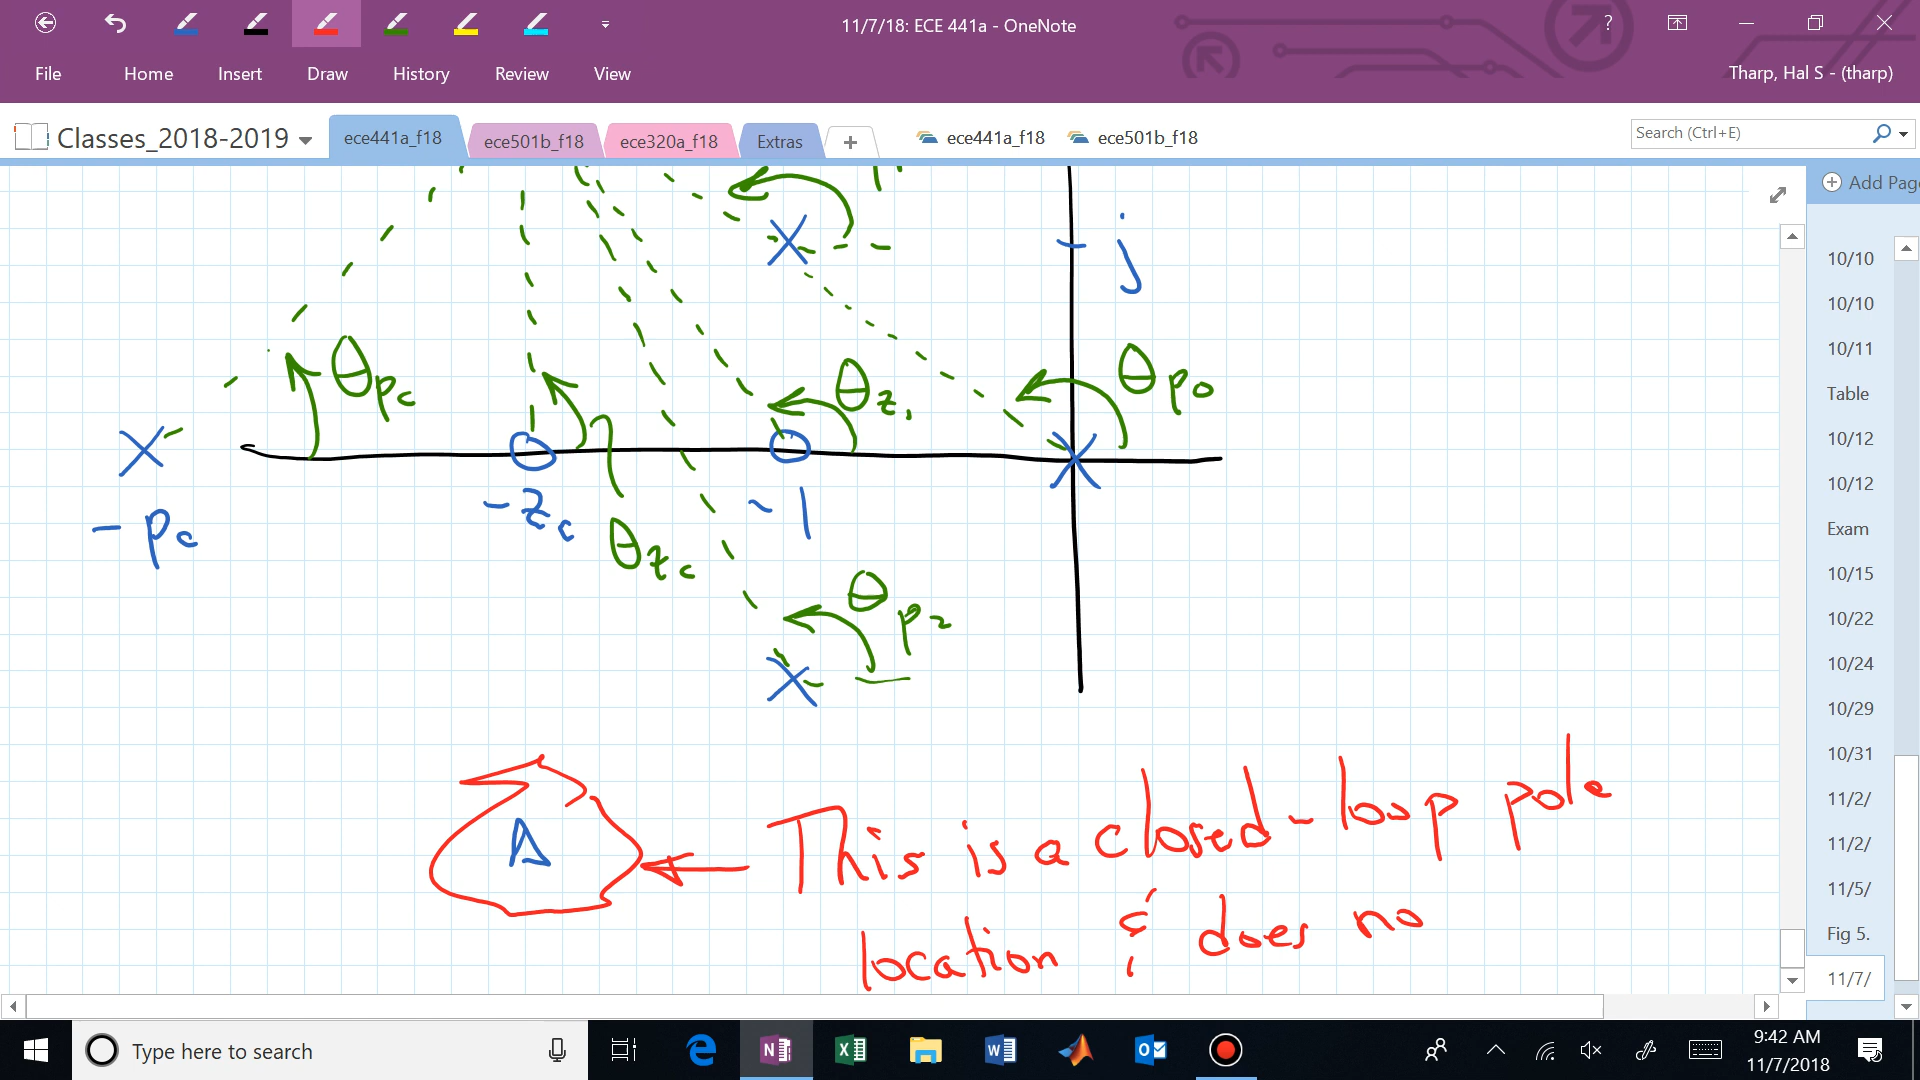 11/7/18: ECE 441a - OneNote
?
File
Home
Insert
Draw
History
Review
View
Tharp, Hal S - (tharp)
Classes_2018-2019
ece441a_f18
ece501b_f18
ece320a_f18
Extras
ece441a_f18
ece501b_f18
Search (Ctrl+E)
Add Pag
10/10
10/10
10/11
Table
10/12
10/12
Exam
10/15
10/22
10/24
10/29
10/31
11/2/
11/2/
11/5/
Fig 5.
11/7/
j
θpc
θz1
θp0
-pc
-zc
-1
θzc
θp2
This is a closed-loop pole
location & does no
Type here to search
9:42 AM
11/7/2018